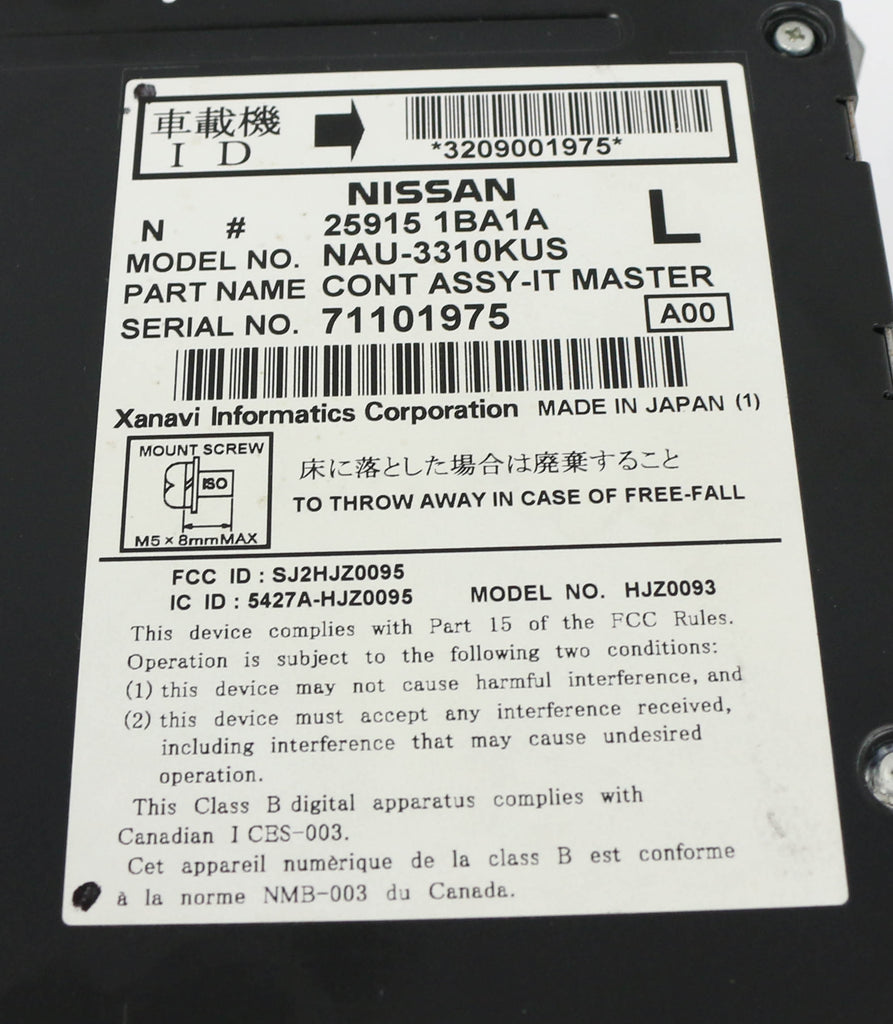 車載機
ID
*3209001975*
NISSAN
N # 25915 1BA1A
L
MODEL NO. NAU-3310KUS
PART NAME CONT ASSY-IT MASTER
SERIAL NO. 71101975
A00
Xanavi Informatics Corporation MADE IN JAPAN (1)
MOUNT SCREW
ISO
M5×8mmMAX
床に落とした場合は廃棄すること
TO THROW AWAY IN CASE OF FREE-FALL
FCC ID : SJ2HJZ0095
IC ID : 5427A-HJZ0095 MODEL NO. HJZ0093
This device complies with Part 15 of the FCC Rules.
Operation is subject to the following two conditions:
(1) this device may not cause harmful interference, and
(2) this device must accept any interference received,
including interference that may cause undesired
operation.
This Class B digital apparatus complies with
Canadian ICES-003.
Cet appareil numèrique de la class B est conforme
à la norme NMB-003 du Canada.